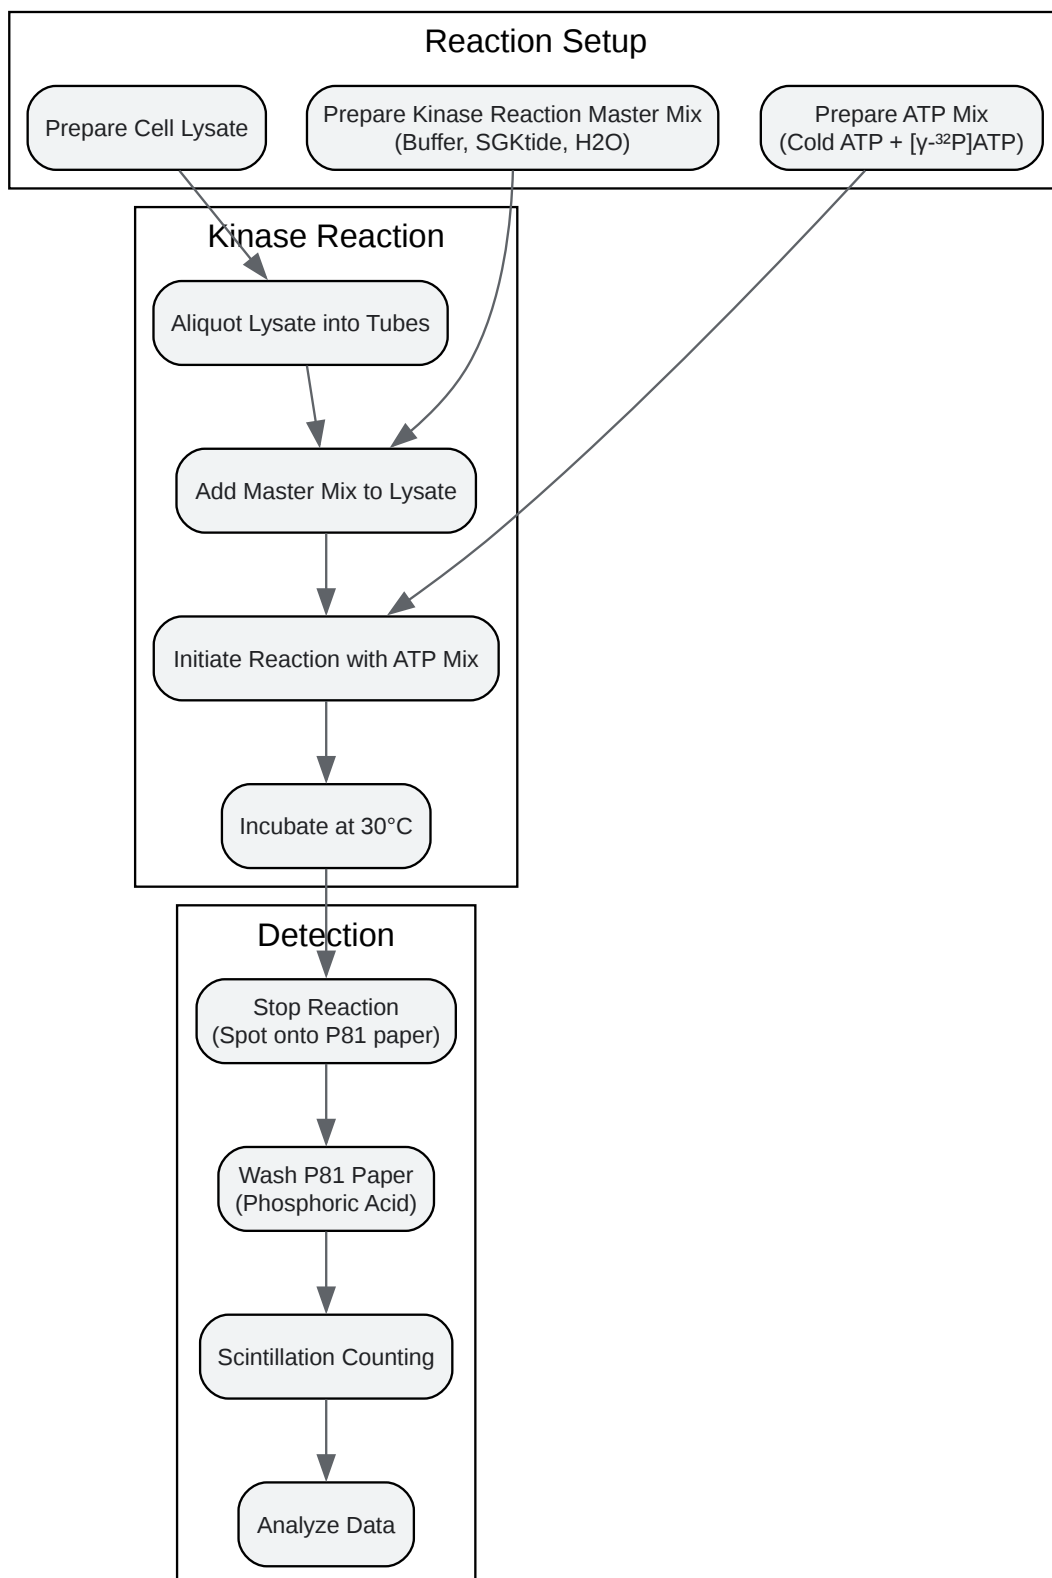 Reaction Setup
Prepare Cell Lysate
Prepare Kinase Reaction Master Mix
(Buffer, SGKtide, H2O)
Prepare ATP Mix
(Cold ATP + [γ-³²P]ATP)
Kinase Reaction
Aliquot Lysate into Tubes
Add Master Mix to Lysate
Initiate Reaction with ATP Mix
Incubate at 30°C
Detection
Stop Reaction
(Spot onto P81 paper)
Wash P81 Paper
(Phosphoric Acid)
Scintillation Counting
Analyze Data